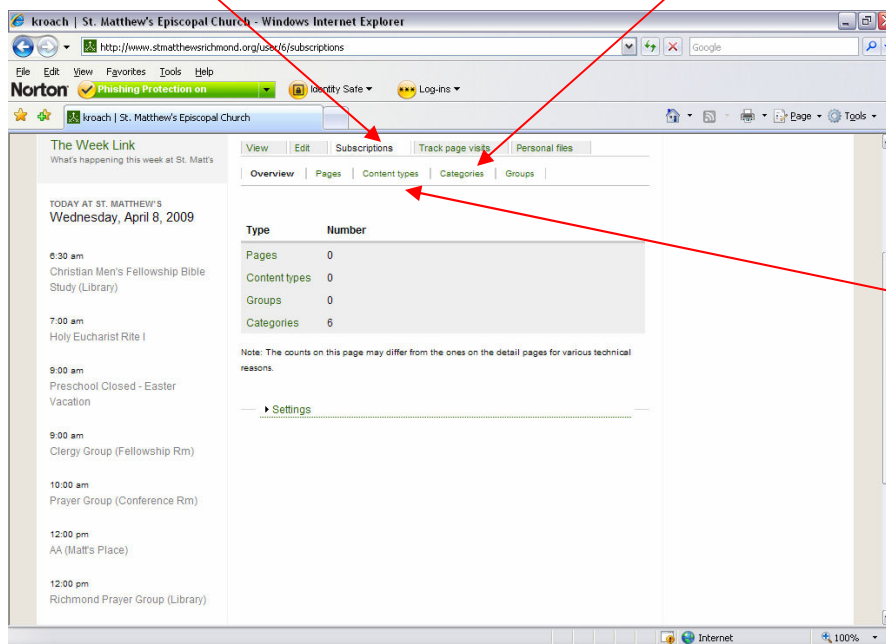 kroach | St. Matthew's Episcopal Church - Windows Internet Explorer
http://www.stmatthewsrichmond.org/user/6/subscriptions
Google
File Edit View Favorites Tools Help
Norton Phishing Protection on Identity Safe Log-ins
kroach | St. Matthew's Episcopal Church
Page Tools
The Week Link
What's happening this week at St. Matt's
TODAY AT ST. MATTHEW'S
Wednesday, April 8, 2009
6:30 am
Christian Men's Fellowship Bible
Study (Library)
7:00 am
Holy Eucharist Rite I
9:00 am
Preschool Closed - Easter
Vacation
9:00 am
Clergy Group (Fellowship Rm)
10:00 am
Prayer Group (Conference Rm)
12:00 pm
AA (Matt's Place)
12:00 pm
Richmond Prayer Group (Library)
View Edit Subscriptions Track page visits Personal files
Overview | Pages | Content types | Categories | Groups |
Type Number
Pages 0
Content types 0
Groups 0
Categories 6
Note: The counts on this page may differ from the ones on the detail pages for various technical
reasons.
Settings
Internet 100%